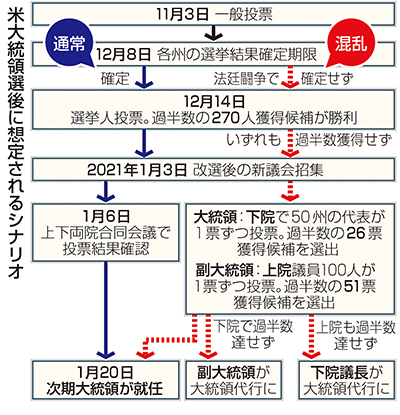 米大統領選後に想定されるシナリオ
11月3日 一般投票
通常
混乱
12月8日 各州の選挙結果確定期限
確定
法廷闘争で
確定せず
12月14日
選挙人投票。過半数の270人獲得候補が勝利
いずれも
過半数獲得せず
2021年1月3日 改選後の新議会招集
1月6日
上下両院合同会議で
投票結果確認
大統領：下院で50州の代表が
1票ずつ投票。過半数の26票
獲得候補を選出
副大統領：上院議員100人が
1票ずつ投票。過半数の51票
獲得候補を選出
下院で過半数
達せず
上院も過半数
達せず
1月20日
次期大統領が就任
副大統領が
大統領代行に
下院議長が
大統領代行に